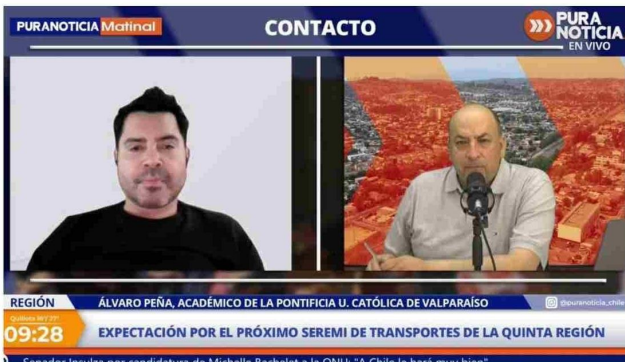 PURANOTICIA Matinal
CONTACTO
PURA
NOTICIA
EN VIVO
REGIÓN
ÁLVARO PEÑA, ACADÉMICO DE LA PONTIFICIA U. CATÓLICA DE VALPARAÍSO
@puranoticia_chile
09:28
EXPECTACIÓN POR EL PRÓXIMO SEREMI DE TRANSPORTES DE LA QUINTA REGIÓN
Senador Insulza por candidatura de Michelle Bachelet a la ONU: "A Chile le hará muy bien"